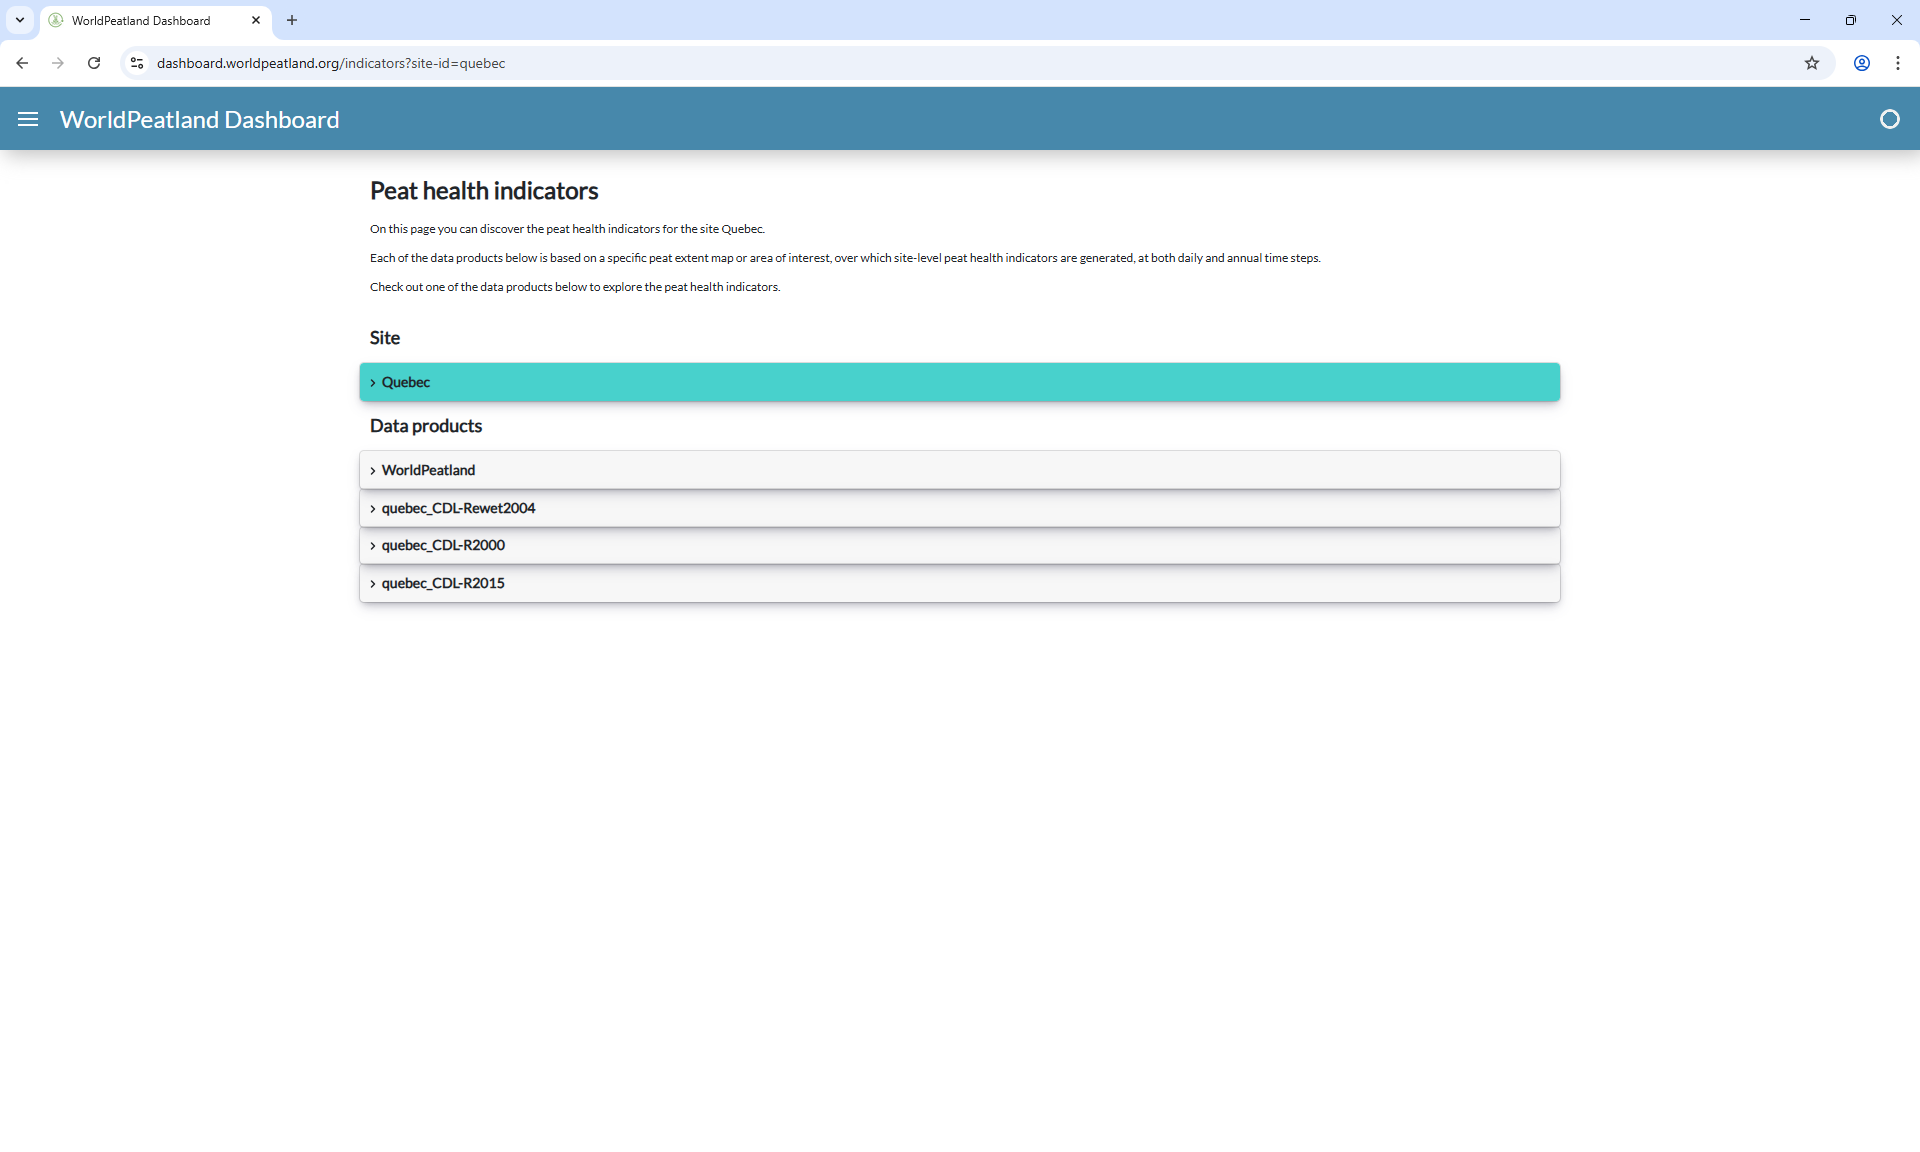 WorldPeatland Dashboard
dashboard.worldpeatland.org/indicators?site-id=quebec
WorldPeatland Dashboard
Peat health indicators
On this page you can discover the peat health indicators for the site Quebec.
Each of the data products below is based on a specific peat extent map or area of interest, over which site-level peat health indicators are generated, at both daily and annual time steps.
Check out one of the data products below to explore the peat health indicators.
Site
Quebec
Data products
WorldPeatland
quebec_CDL-Rewet2004
quebec_CDL-R2000
quebec_CDL-R2015